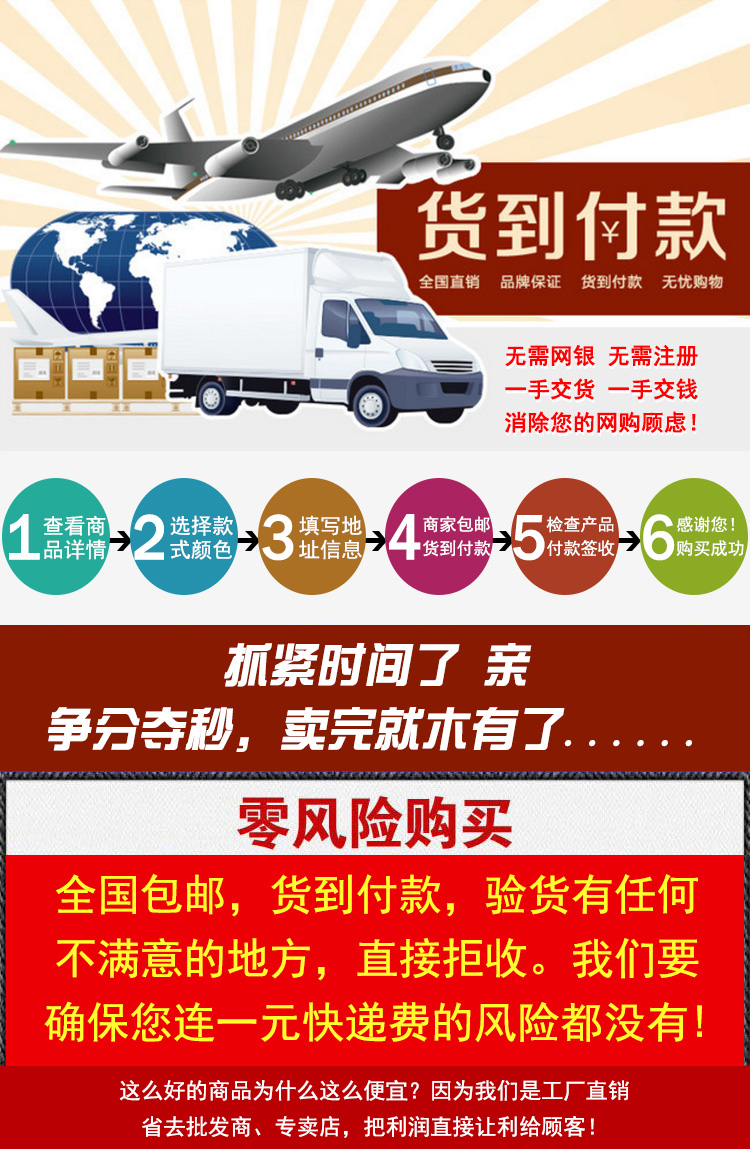 货到付款
¥
全国直销 品牌保证 货到付款 无忧购物
无需网银 无需注册
一手交货 一手交钱
消除您的网购顾虑！
1 查看商
品详情
2 选择款
式颜色
3 填写地
址信息
4 商家包邮
货到付款
5 检查产品
付款签收
6 感谢您！
购买成功
抓紧时间了 亲
争分夺秒，卖完就木有了......
零风险购买
全国包邮，货到付款，验货有任何
不满意的地方，直接拒收。我们要
确保您连一元快递费的风险都没有！
这么好的商品为什么这么便宜？因为我们是工厂直销
省去批发商、专卖店，把利润直接让利给顾客！